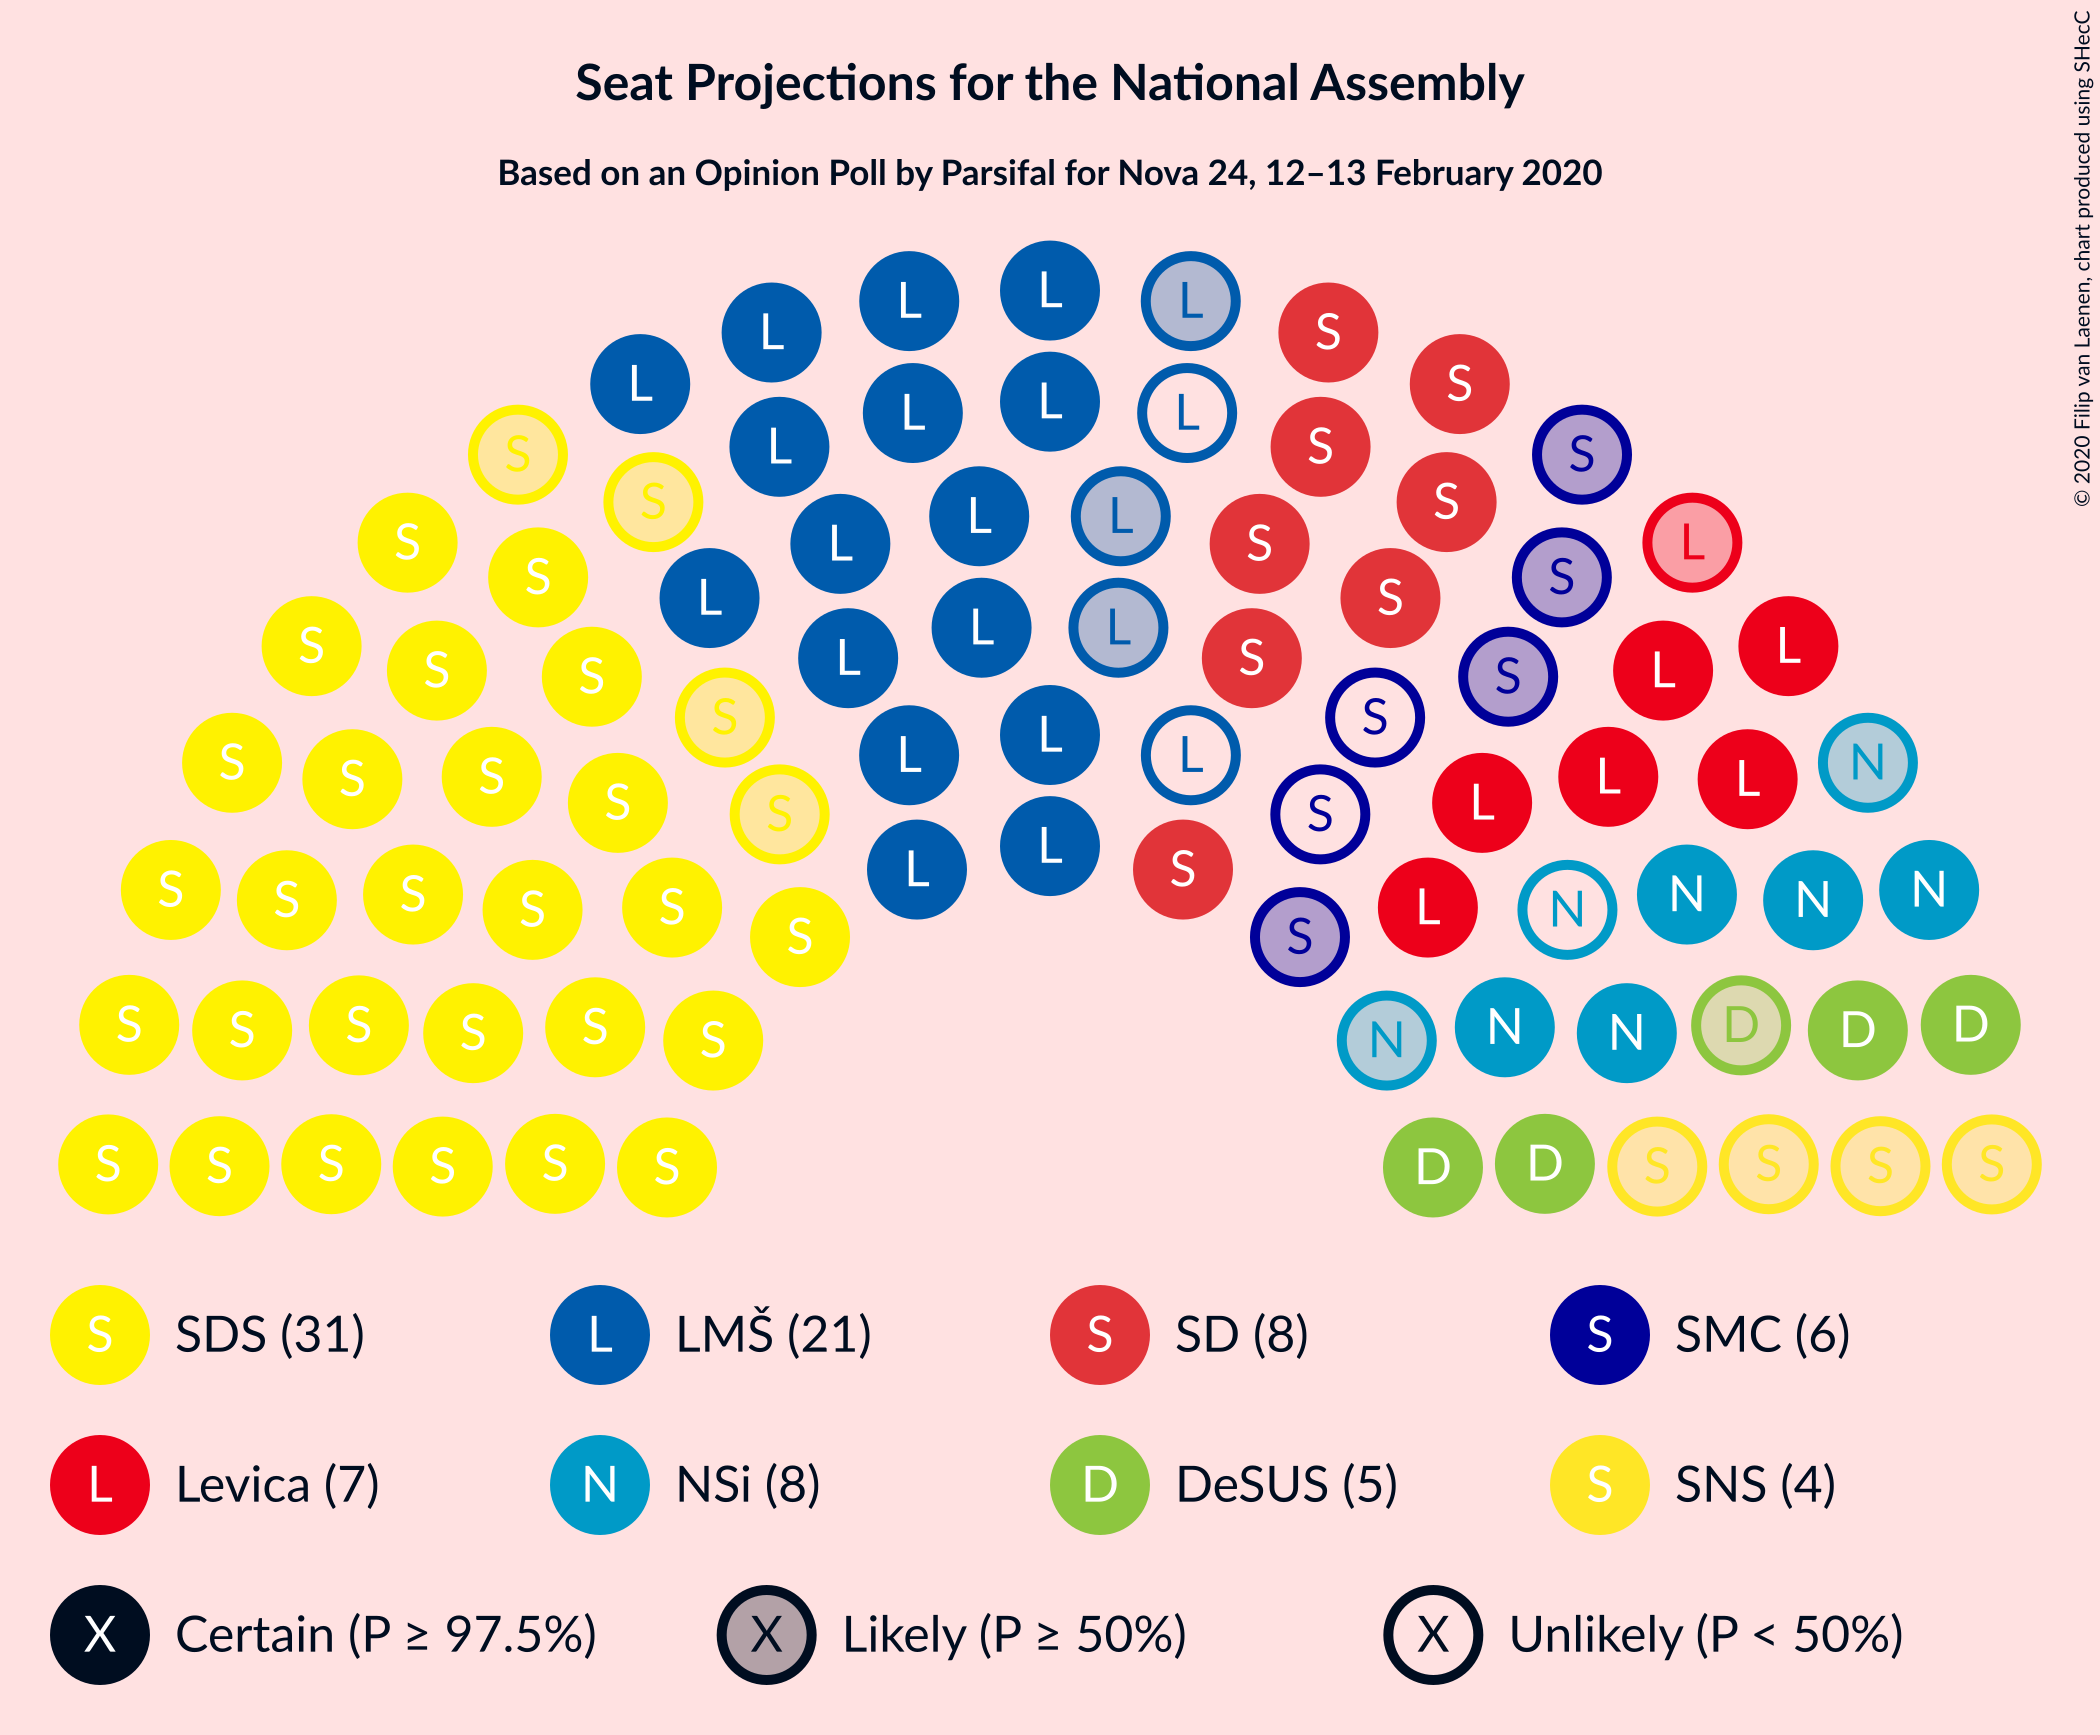 Seat Projections for the National Assembly
Based on an Opinion Poll by Parsifal for Nova 24, 12–13 February 2020
© 2020 Filip van Laenen, chart produced using SHecC
L L L L S
L L S S
S L L L S S
S S L L L S S L
S S L L S S
S S L L L S S L L
S S S S L L L S S L L L N
S S S S S S L L S S L N N N N
S S S S S S N N N D D D
S S S S S S D D S S S S
S SDS (31) L LMŠ (21) S SD (8) S SMC (6)
L Levica (7) N NSi (8) D DeSUS (5) S SNS (4)
X Certain (P ≥ 97.5%) X Likely (P ≥ 50%) X Unlikely (P < 50%)